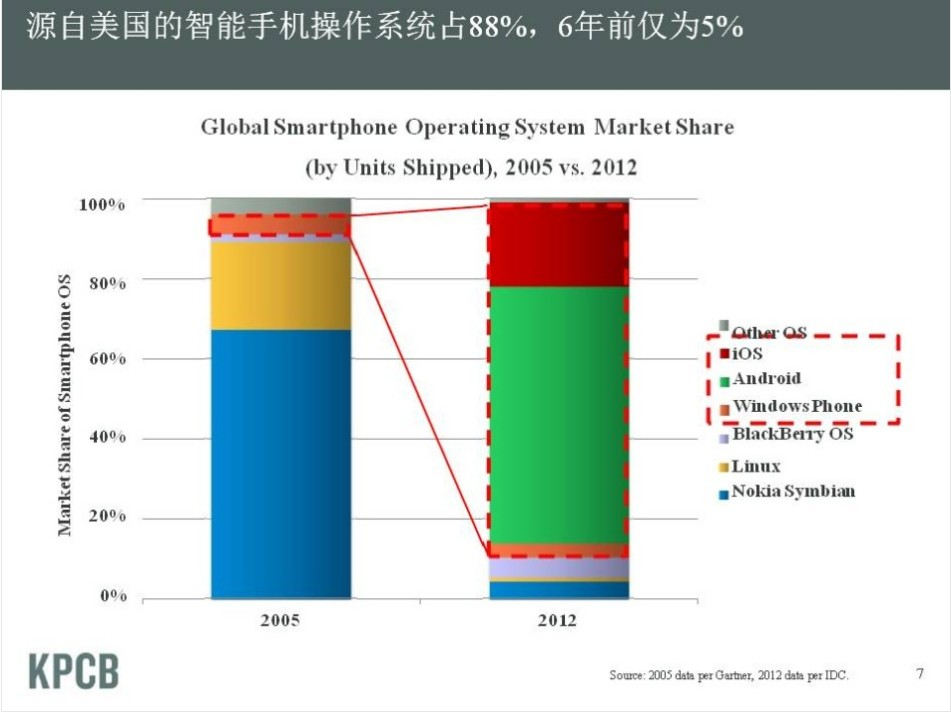 源自美国的智能手机操作系统占88%，6年前仅为5%
Global Smartphone Operating System Market Share
(by Units Shipped), 2005 vs. 2012
Market Share of Smartphone OS
100%
80%
60%
40%
20%
0%
2005
2012
Other OS
iOS
Android
Windows Phone
BlackBerry OS
Linux
Nokia Symbian
KPCB
Source: 2005 data per Gartner, 2012 data per IDC.
7